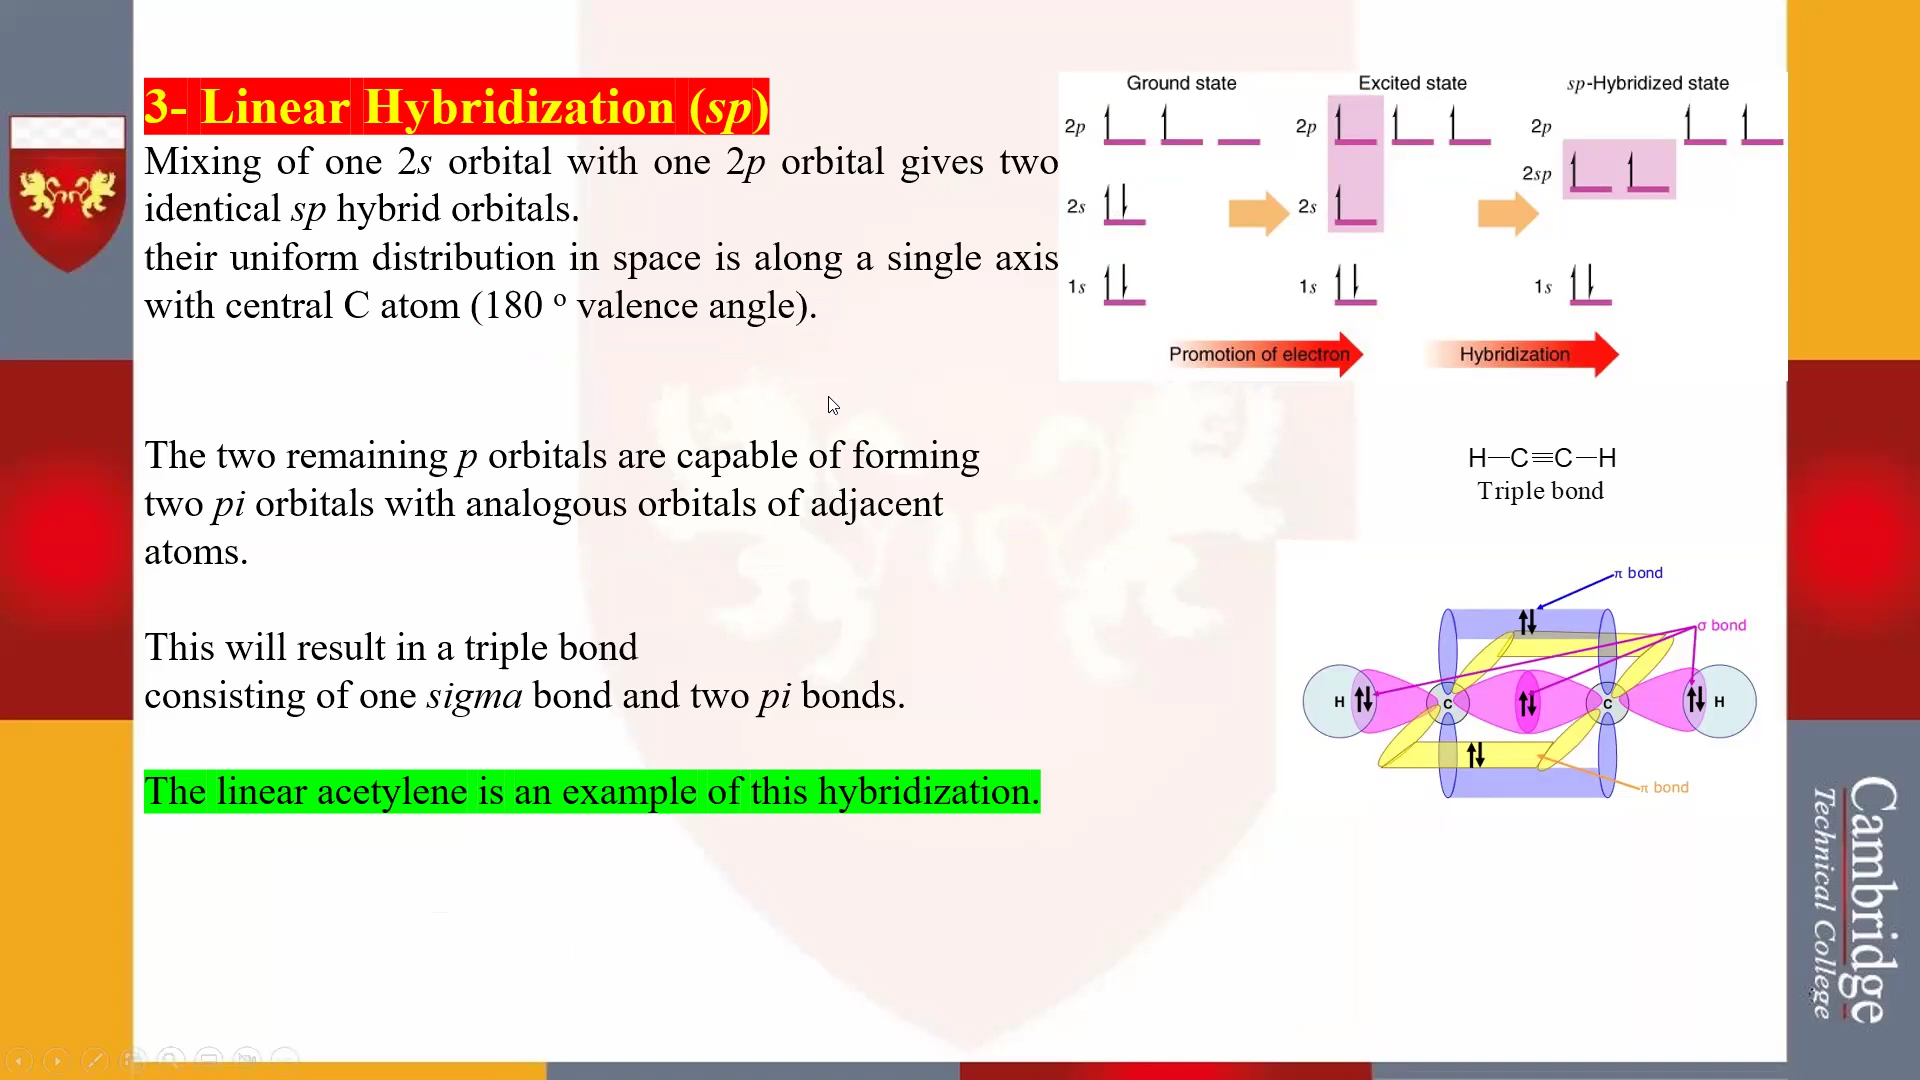 3- Linear Hybridization (sp)
Mixing of one 2s orbital with one 2p orbital gives two
identical sp hybrid orbitals.
their uniform distribution in space is along a single axis
with central C atom (180 º valence angle).
The two remaining p orbitals are capable of forming
two pi orbitals with analogous orbitals of adjacent
atoms.
This will result in a triple bond
consisting of one sigma bond and two pi bonds.
The linear acetylene is an example of this hybridization.
Ground state
Excited state
sp-Hybridized state
2p
2p
2p
2sp
2s
2s
1s
1s
1s
Promotion of electron
Hybridization
H—C≡C—H
Triple bond
π bond
σ bond
H
C
C
H
π bond
Cambridge
Technical College